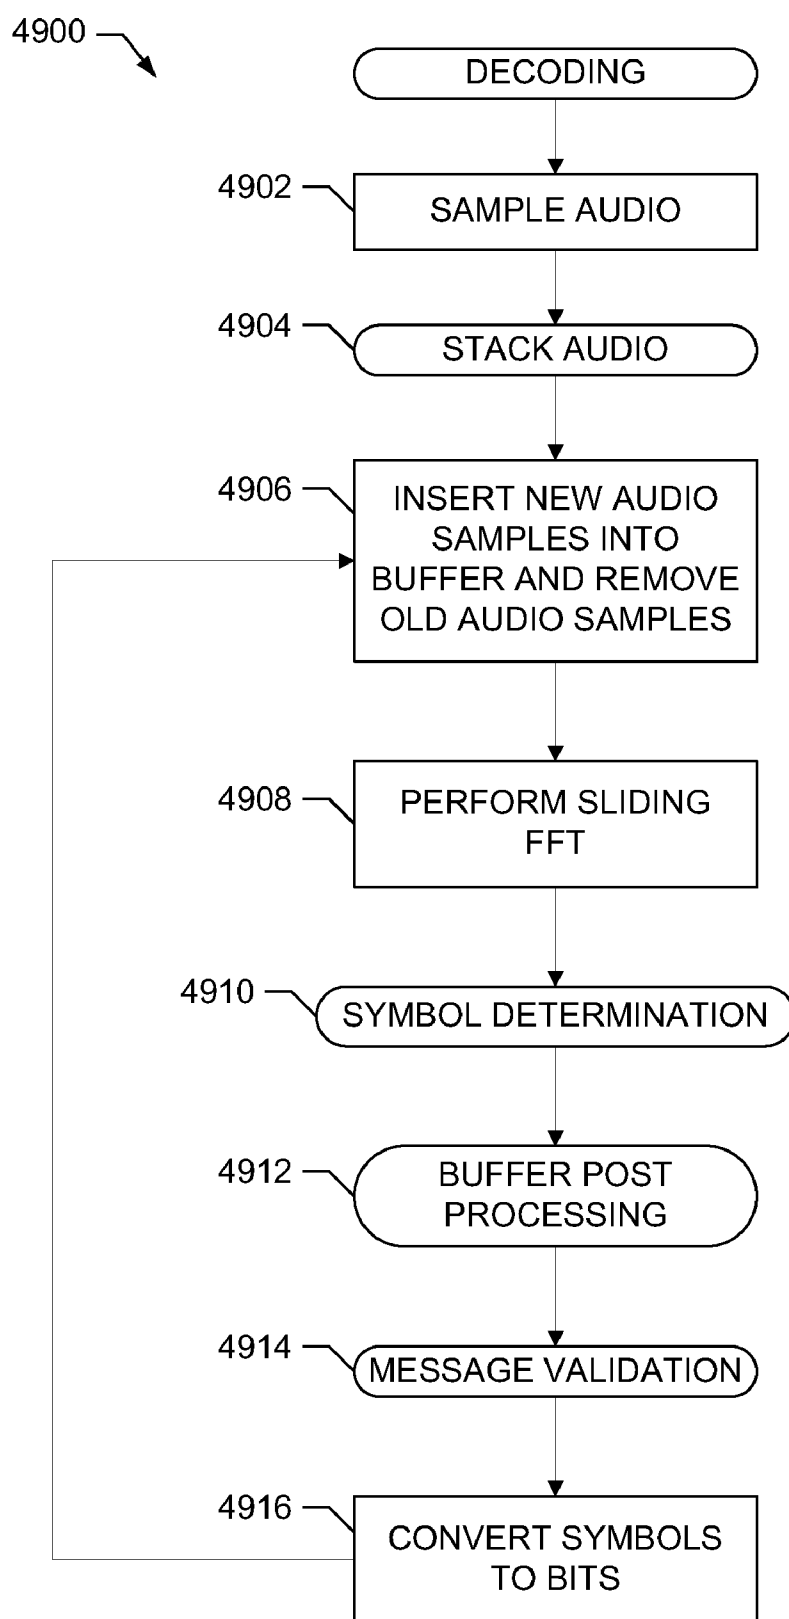 4900
DECODING
4902
SAMPLE AUDIO
4904
STACK AUDIO
4906
INSERT NEW AUDIO
SAMPLES INTO
BUFFER AND REMOVE
OLD AUDIO SAMPLES
4908
PERFORM SLIDING
FFT
4910
SYMBOL DETERMINATION
4912
BUFFER POST
PROCESSING
4914
MESSAGE VALIDATION
4916
CONVERT SYMBOLS
TO BITS